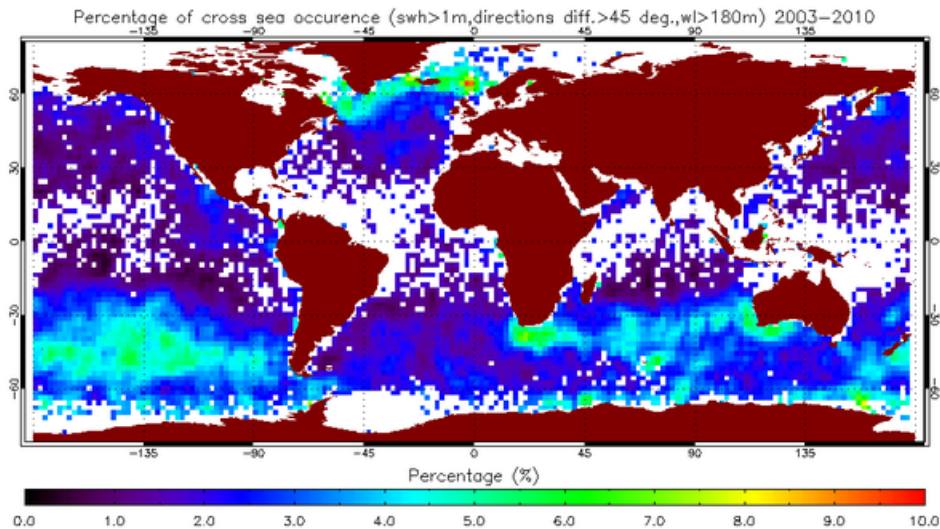 Percentage of cross sea occurence (swh>1m,directions diff.>45 deg.,wl>180m) 2003-2010
-135 -90 -45 0 45 90 135
60 60
30 30
0 0
-30 -30
-60 -60
-135 -90 -45 0 45 90 135
Percentage (%)
0.0 1.0 2.0 3.0 4.0 5.0 6.0 7.0 8.0 9.0 10.0